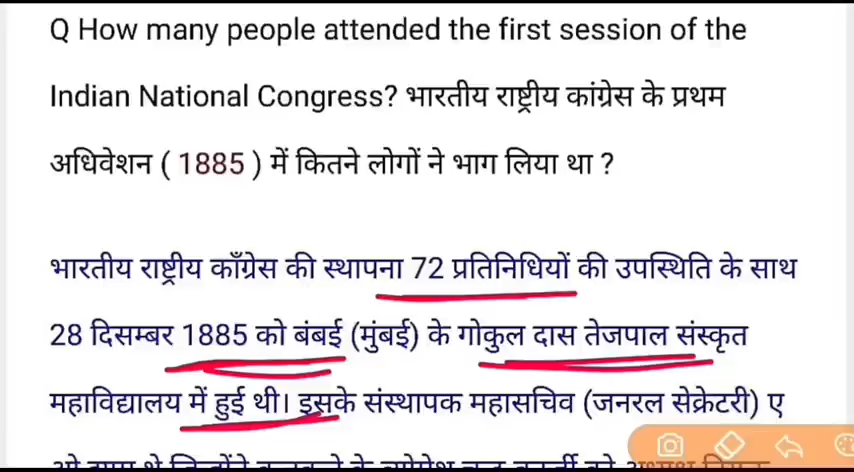 Q How many people attended the first session of the
Indian National Congress? भारतीय राष्ट्रीय कांग्रेस के प्रथम
अधिवेशन ( 1885 ) में कितने लोगों ने भाग लिया था ?
भारतीय राष्ट्रीय काँग्रेस की स्थापना 72 प्रतिनिधियों की उपस्थिति के साथ
28 दिसम्बर 1885 को बंबई (मुंबई) के गोकुल दास तेजपाल संस्कृत
महाविद्यालय में हुई थी। इसके संस्थापक महासचिव (जनरल सेक्रेटरी) ए